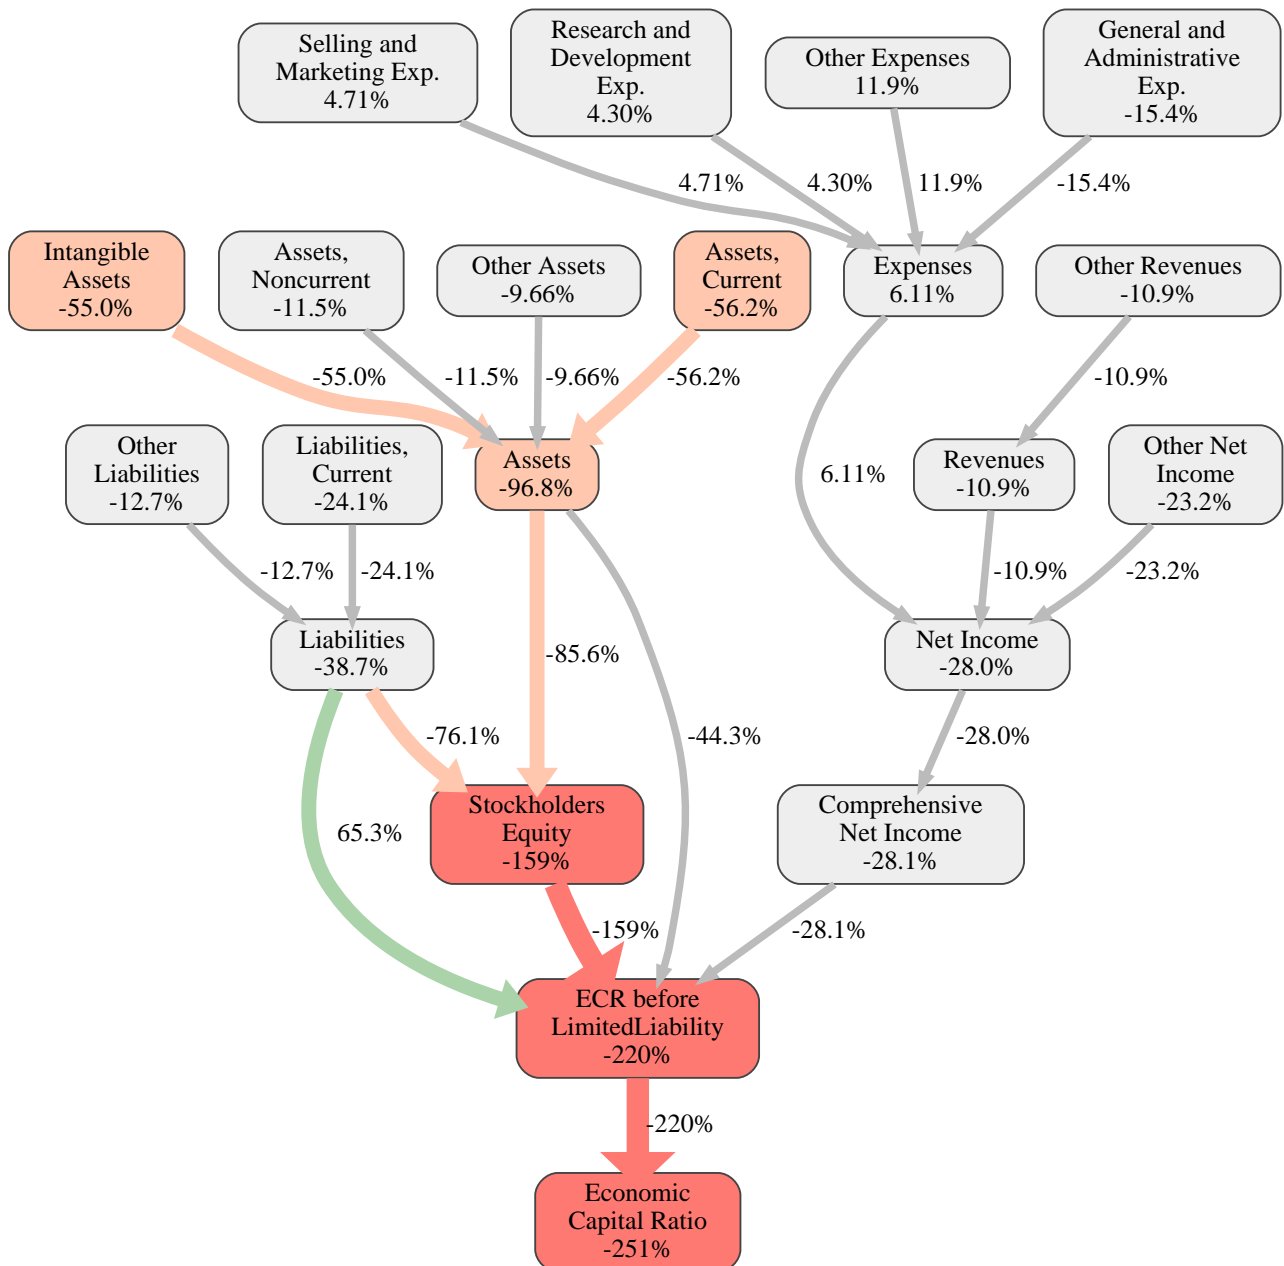 Selling and
Marketing Exp.
4.71%
Research and
Development
Exp.
4.30%
Other Expenses
11.9%
General and
Administrative
Exp.
-15.4%
4.71%
4.30%
11.9%
-15.4%
Intangible
Assets
-55.0%
Assets,
Noncurrent
-11.5%
Other Assets
-9.66%
Assets,
Current
-56.2%
Expenses
6.11%
Other Revenues
-10.9%
-55.0%
-11.5%
-9.66%
-56.2%
-10.9%
Other
Liabilities
-12.7%
Liabilities,
Current
-24.1%
Assets
-96.8%
6.11%
Revenues
-10.9%
Other Net
Income
-23.2%
-12.7%
-24.1%
-10.9%
-23.2%
Liabilities
-38.7%
-85.6%
Net Income
-28.0%
-76.1%
-44.3%
-28.0%
65.3%
Stockholders
Equity
-159%
Comprehensive
Net Income
-28.1%
-159%
-28.1%
ECR before
LimitedLiability
-220%
-220%
Economic
Capital Ratio
-251%